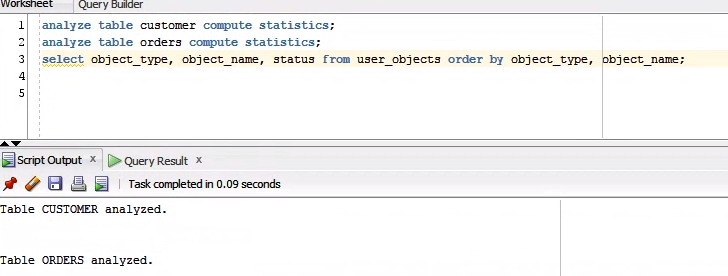 Worksheet Query Builder
1 analyze table customer compute statistics;
2 analyze table orders compute statistics;
3 select object_type, object_name, status from user_objects order by object_type, object_name;
4
5
Script Output x Query Result x
Task completed in 0.09 seconds
Table CUSTOMER analyzed.
Table ORDERS analyzed.